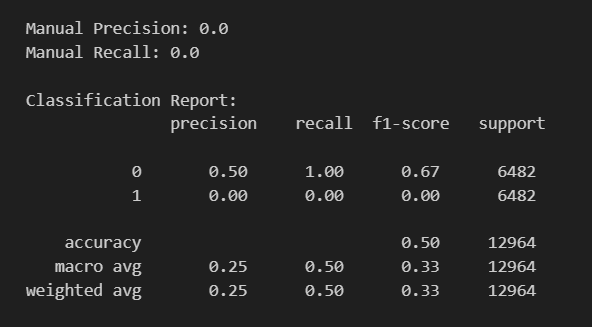 Manual Precision: 0.0
Manual Recall: 0.0
Classification Report:
precision recall f1-score support
0 0.50 1.00 0.67 6482
1 0.00 0.00 0.00 6482
accuracy 0.50 12964
macro avg 0.25 0.50 0.33 12964
weighted avg 0.25 0.50 0.33 12964